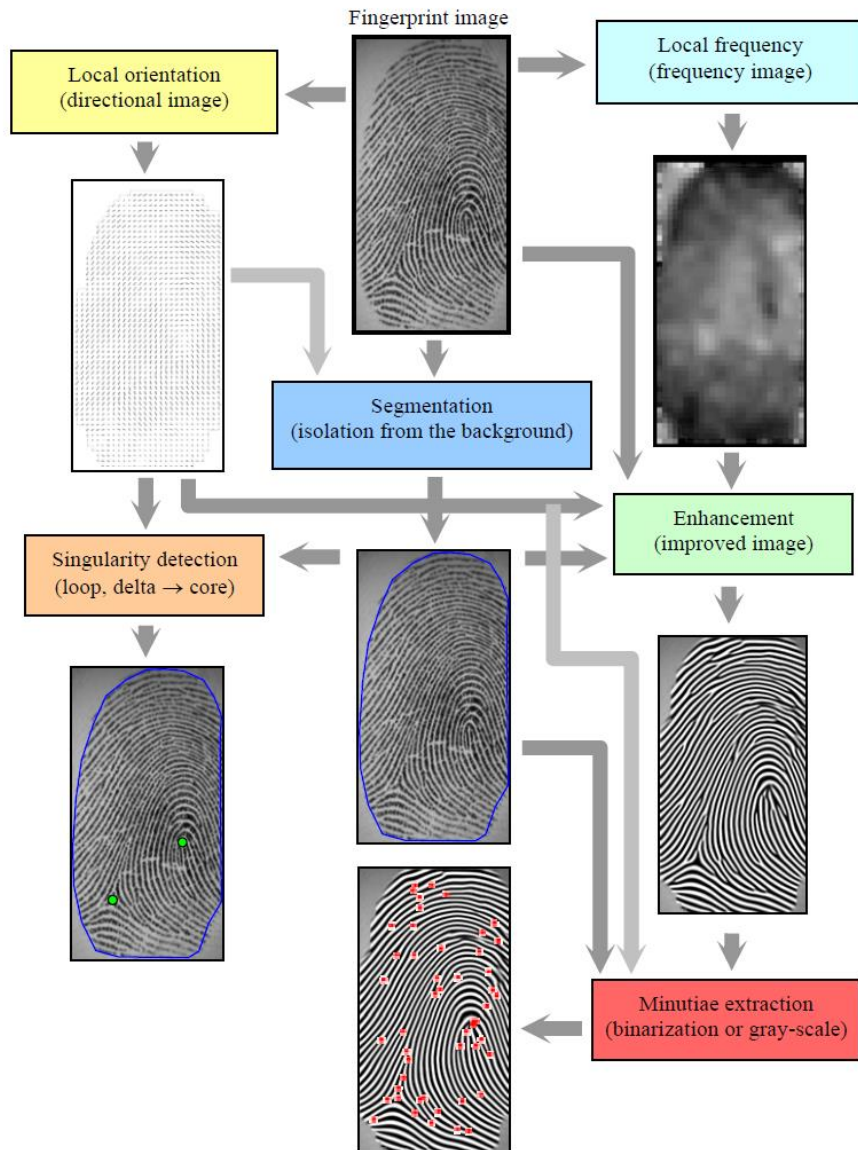 Fingerprint image
Local orientation
(directional image)
Local frequency
(frequency image)
Segmentation
(isolation from the background)
Enhancement
(improved image)
Singularity detection
(loop, delta → core)
Minutiae extraction
(binarization or gray-scale)